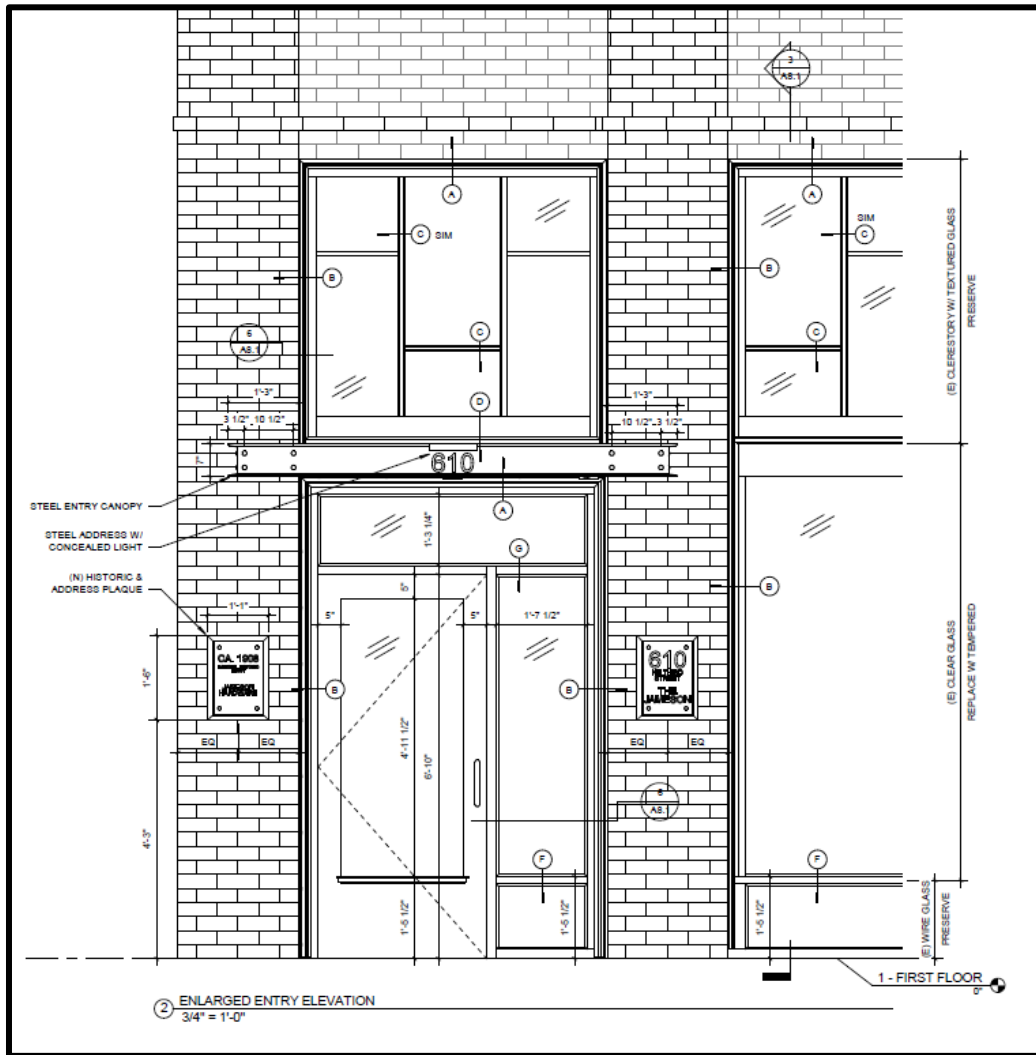 3
A8.1
A
A
C SIM
SIM
C
B
B
6
A8.1
C
C
D
(E) CLERESTORY W/ TEXTURED GLASS
PRESERVE
1'-3"
3 1/2" 10 1/2"
1'-3"
10 1/2" 3 1/2"
7"
610
STEEL ENTRY CANOPY
A
STEEL ADDRESS W/
CONCEALED LIGHT
1'-3 1/4"
G
(N) HISTORIC &
ADDRESS PLAQUE
5"
B
1'-1"
5"
5"
1'-7 1/2"
(E) CLEAR GLASS
REPLACE W/ TEMPERED
1'-6"
CA. 1908
610
STREET
THE
JAMESON
B
B
EQ EQ
EQ EQ
4'-11 1/2"
6'-10"
A8.1
4'-3"
F
F
1'-5 1/2"
1'-5 1/2"
1'-5 1/2"
(E) WIRE GLASS
PRESERVE
1 - FIRST FLOOR
0"
2 ENLARGED ENTRY ELEVATION
3/4" = 1'-0"